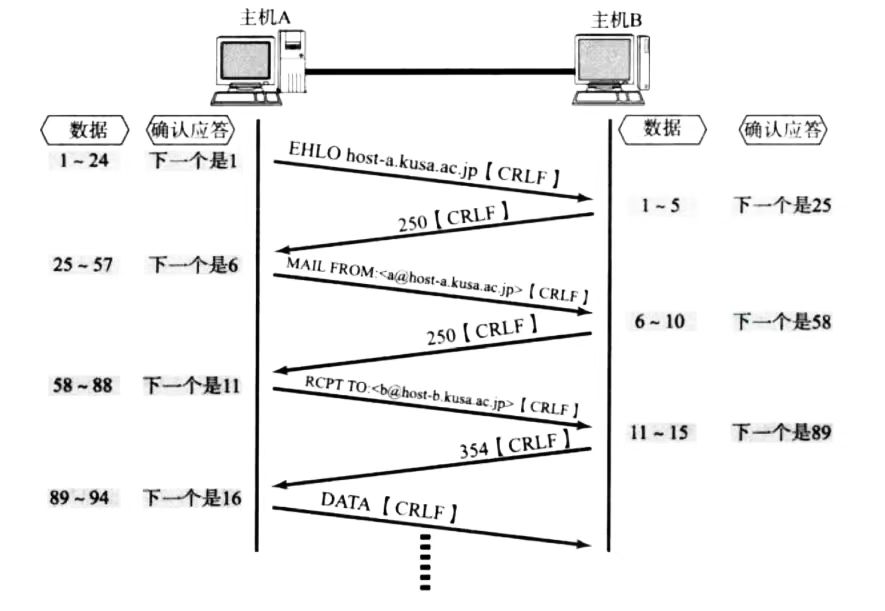 主机A 主机B
数据 确认应答 数据 确认应答
1~24 下一个是1 EHLO host-a.kusa.ac.jp【CRLF】
250【CRLF】 1~5 下一个是25
25~57 下一个是6 MAIL FROM:<a@host-a.kusa.ac.jp>【CRLF】
250【CRLF】 6~10 下一个是58
58~88 下一个是11 RCPT TO:<b@host-b.kusa.ac.jp>【CRLF】
354【CRLF】 11~15 下一个是89
89~94 下一个是16 DATA【CRLF】